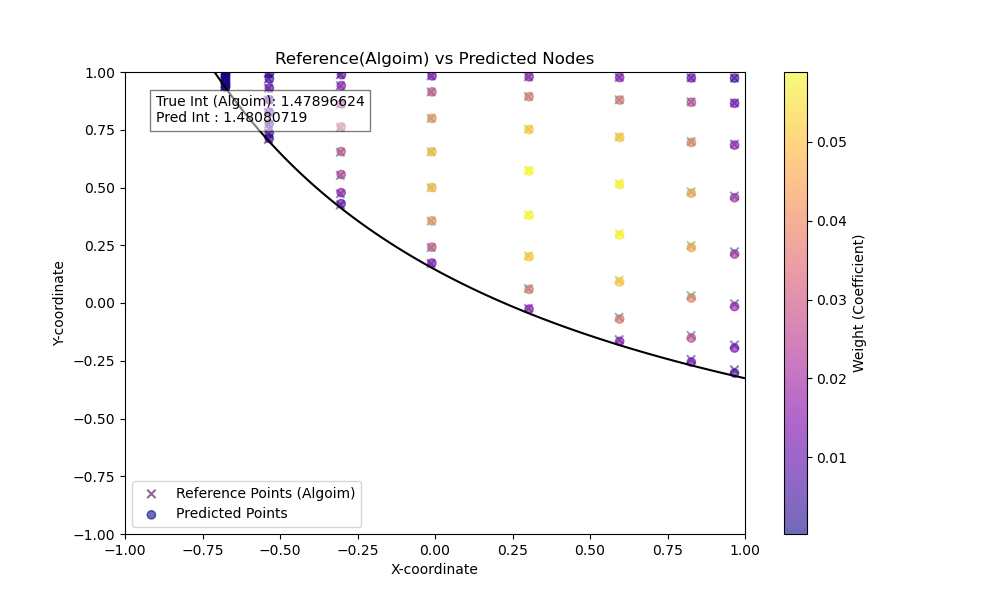 Reference(Algoim) vs Predicted Nodes
True Int (Algoim): 1.47896624
Pred Int : 1.48080719
1.00
0.75
0.50
0.25
0.00
−0.25
−0.50
−0.75
−1.00
Y-coordinate
Reference Points (Algoim)
Predicted Points
−1.00 −0.75 −0.50 −0.25 0.00 0.25 0.50 0.75 1.00
X-coordinate
0.05
0.04
0.03
0.02
0.01
Weight (Coefficient)